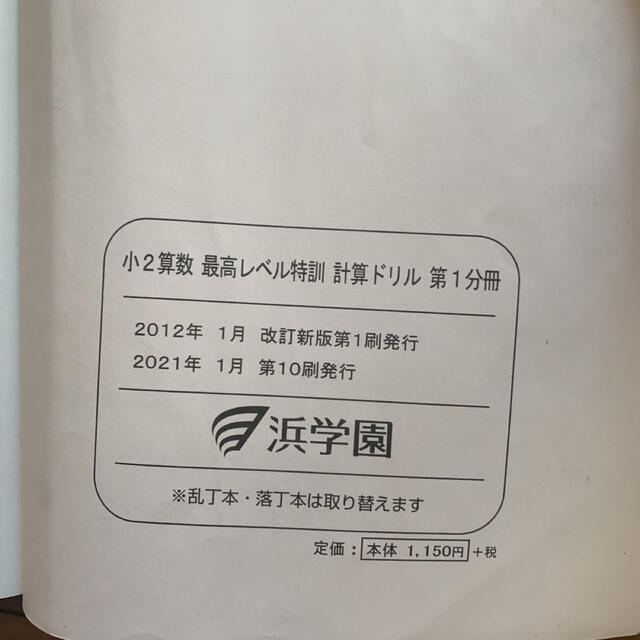 小2算数 最高レベル特訓 計算ドリル 第1分冊
2012年 1月 改訂新版第1刷発行
2021年 1月 第10刷発行
浜学園
※乱丁本・落丁本は取り替えます
定価：本体 1,150円+税